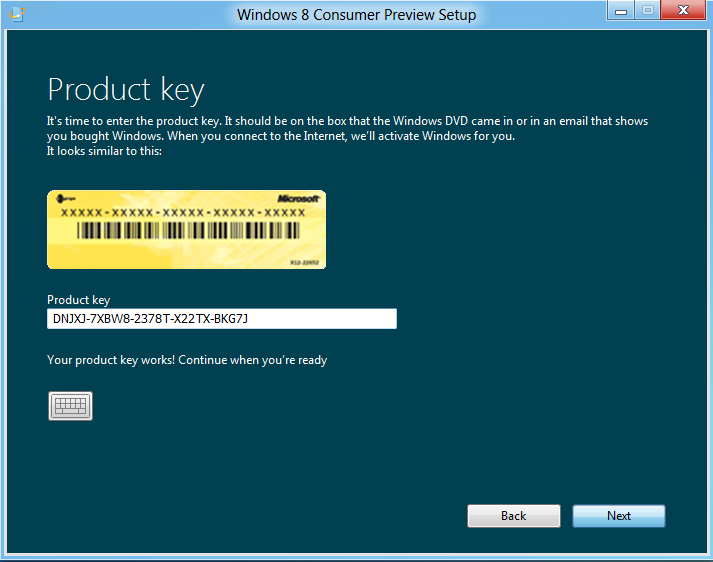 Windows 8 Consumer Preview Setup
Product key
It's time to enter the product key. It should be on the box that the Windows DVD came in or in an email that shows
you bought Windows. When you connect to the Internet, we'll activate Windows for you.
It looks similar to this:
Microsoft
XXXXX-XXXXX-XXXXX-XXXXX-XXXXX
X12-22652
Product key
DNJXJ-7XBW8-2378T-X22TX-BKG7J
Your product key works! Continue when you're ready
Back
Next